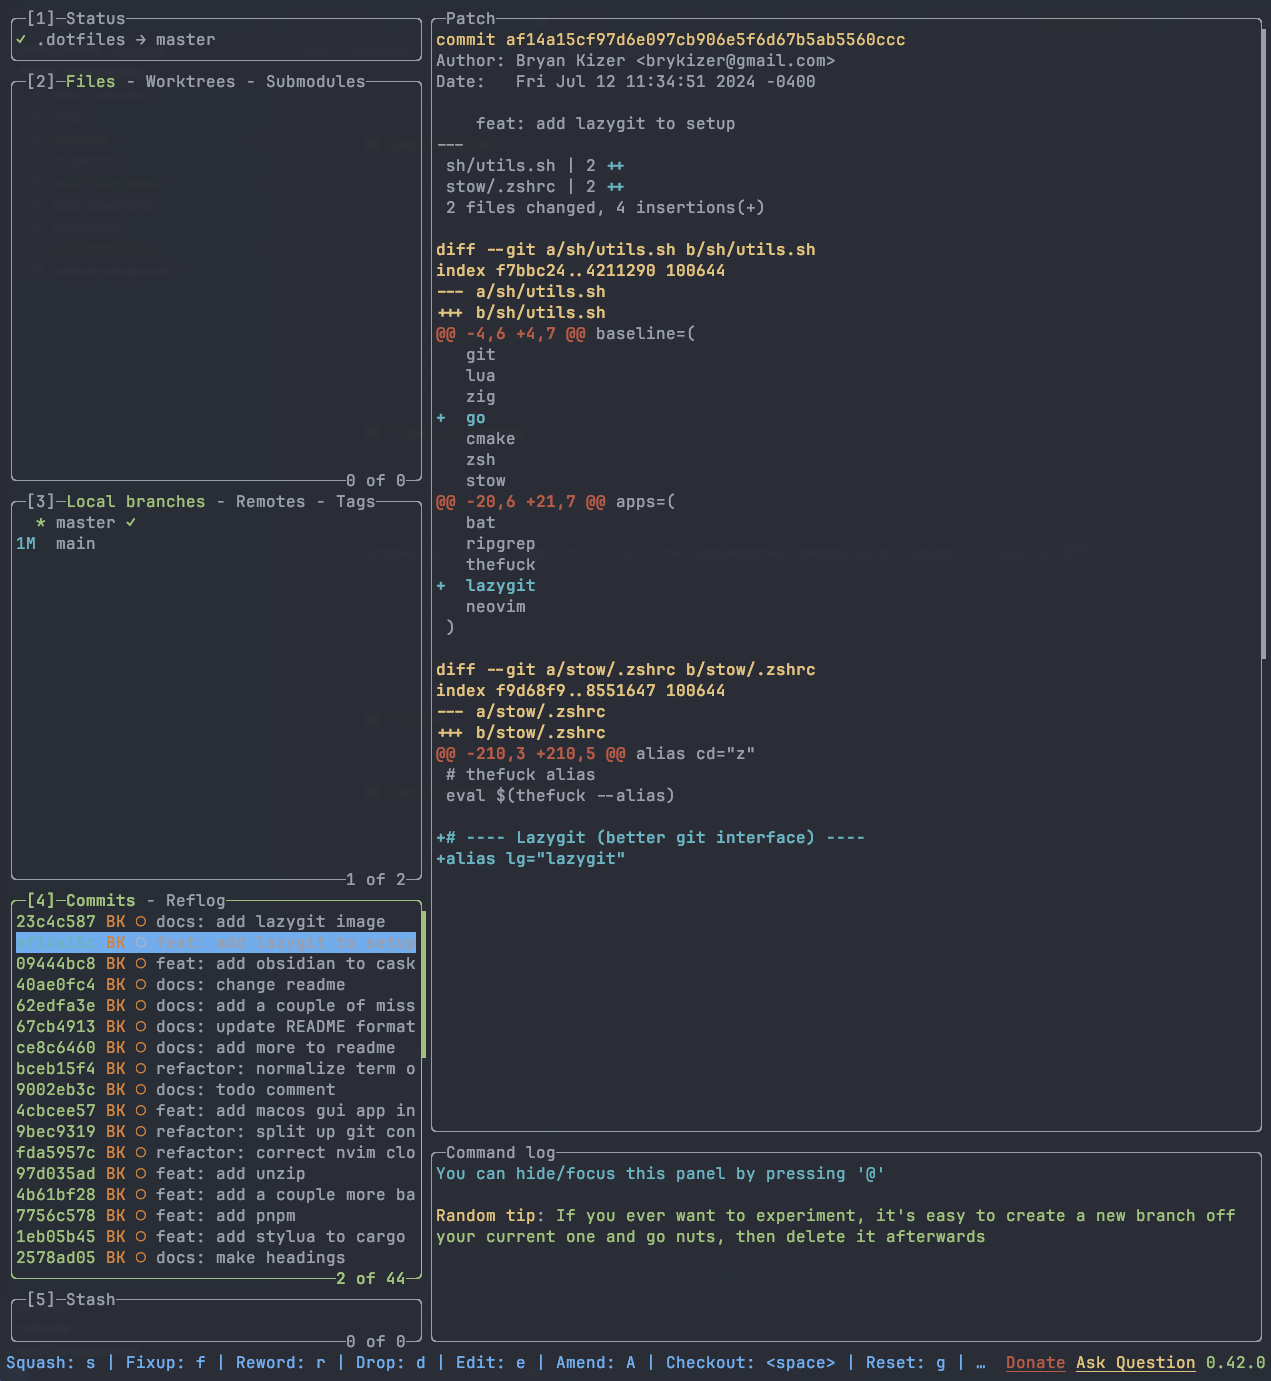 [1]─Status
✓ .dotfiles → master
[2]─Files - Worktrees - Submodules
0 of 0
[3]─Local branches - Remotes - Tags
* master ✓
1M main
1 of 2
[4]─Commits - Reflog
23c4c587 BK ○ docs: add lazygit image
af14a15c BK ○ feat: add lazygit to setup
09444bc8 BK ○ feat: add obsidian to cask
40ae0fc4 BK ○ docs: change readme
62edfa3e BK ○ docs: add a couple of miss
67cb4913 BK ○ docs: update README format
ce8c6460 BK ○ docs: add more to readme
bceb15f4 BK ○ refactor: normalize term o
9002eb3c BK ○ docs: todo comment
4cbcee57 BK ○ feat: add macos gui app in
9bec9319 BK ○ refactor: split up git con
fda5957c BK ○ refactor: correct nvim clo
97d035ad BK ○ feat: add unzip
4b61bf28 BK ○ feat: add a couple more ba
7756c578 BK ○ feat: add pnpm
1eb05b45 BK ○ feat: add stylua to cargo
2578ad05 BK ○ docs: make headings
2 of 44
[5]─Stash
0 of 0
Patch
commit af14a15cf97d6e097cb906e5f6d67b5ab5560ccc
Author: Bryan Kizer <brykizer@gmail.com>
Date:   Fri Jul 12 11:34:51 2024 -0400
feat: add lazygit to setup
---
sh/utils.sh | 2 ++
stow/.zshrc | 2 ++
2 files changed, 4 insertions(+)
diff --git a/sh/utils.sh b/sh/utils.sh
index f7bbc24..4211290 100644
--- a/sh/utils.sh
+++ b/sh/utils.sh
@@ -4,6 +4,7 @@ baseline=(
git
lua
zig
+  go
cmake
zsh
stow
@@ -20,6 +21,7 @@ apps=(
bat
ripgrep
thefuck
+  lazygit
neovim
)
diff --git a/stow/.zshrc b/stow/.zshrc
index f9d68f9..8551647 100644
--- a/stow/.zshrc
+++ b/stow/.zshrc
@@ -210,3 +210,5 @@ alias cd="z"
# thefuck alias
eval $(thefuck --alias)
+# ---- Lazygit (better git interface) ----
+alias lg="lazygit"
Command log
You can hide/focus this panel by pressing '@'
Random tip: If you ever want to experiment, it's easy to create a new branch off
your current one and go nuts, then delete it afterwards
Squash: s | Fixup: f | Reword: r | Drop: d | Edit: e | Amend: A | Checkout: <space> | Reset: g | … Donate Ask Question 0.42.0